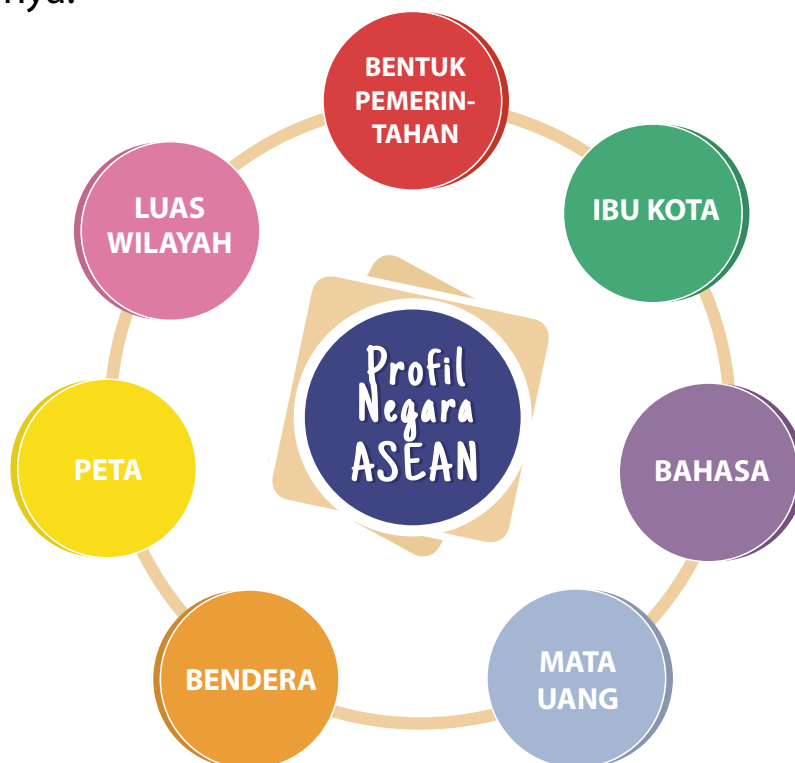 BENTUK
PEMERIN-
TAHAN
IBU KOTA
LUAS
WILAYAH
Profil
Negara
ASEAN
PETA
BAHASA
BENDERA
MATA
UANG